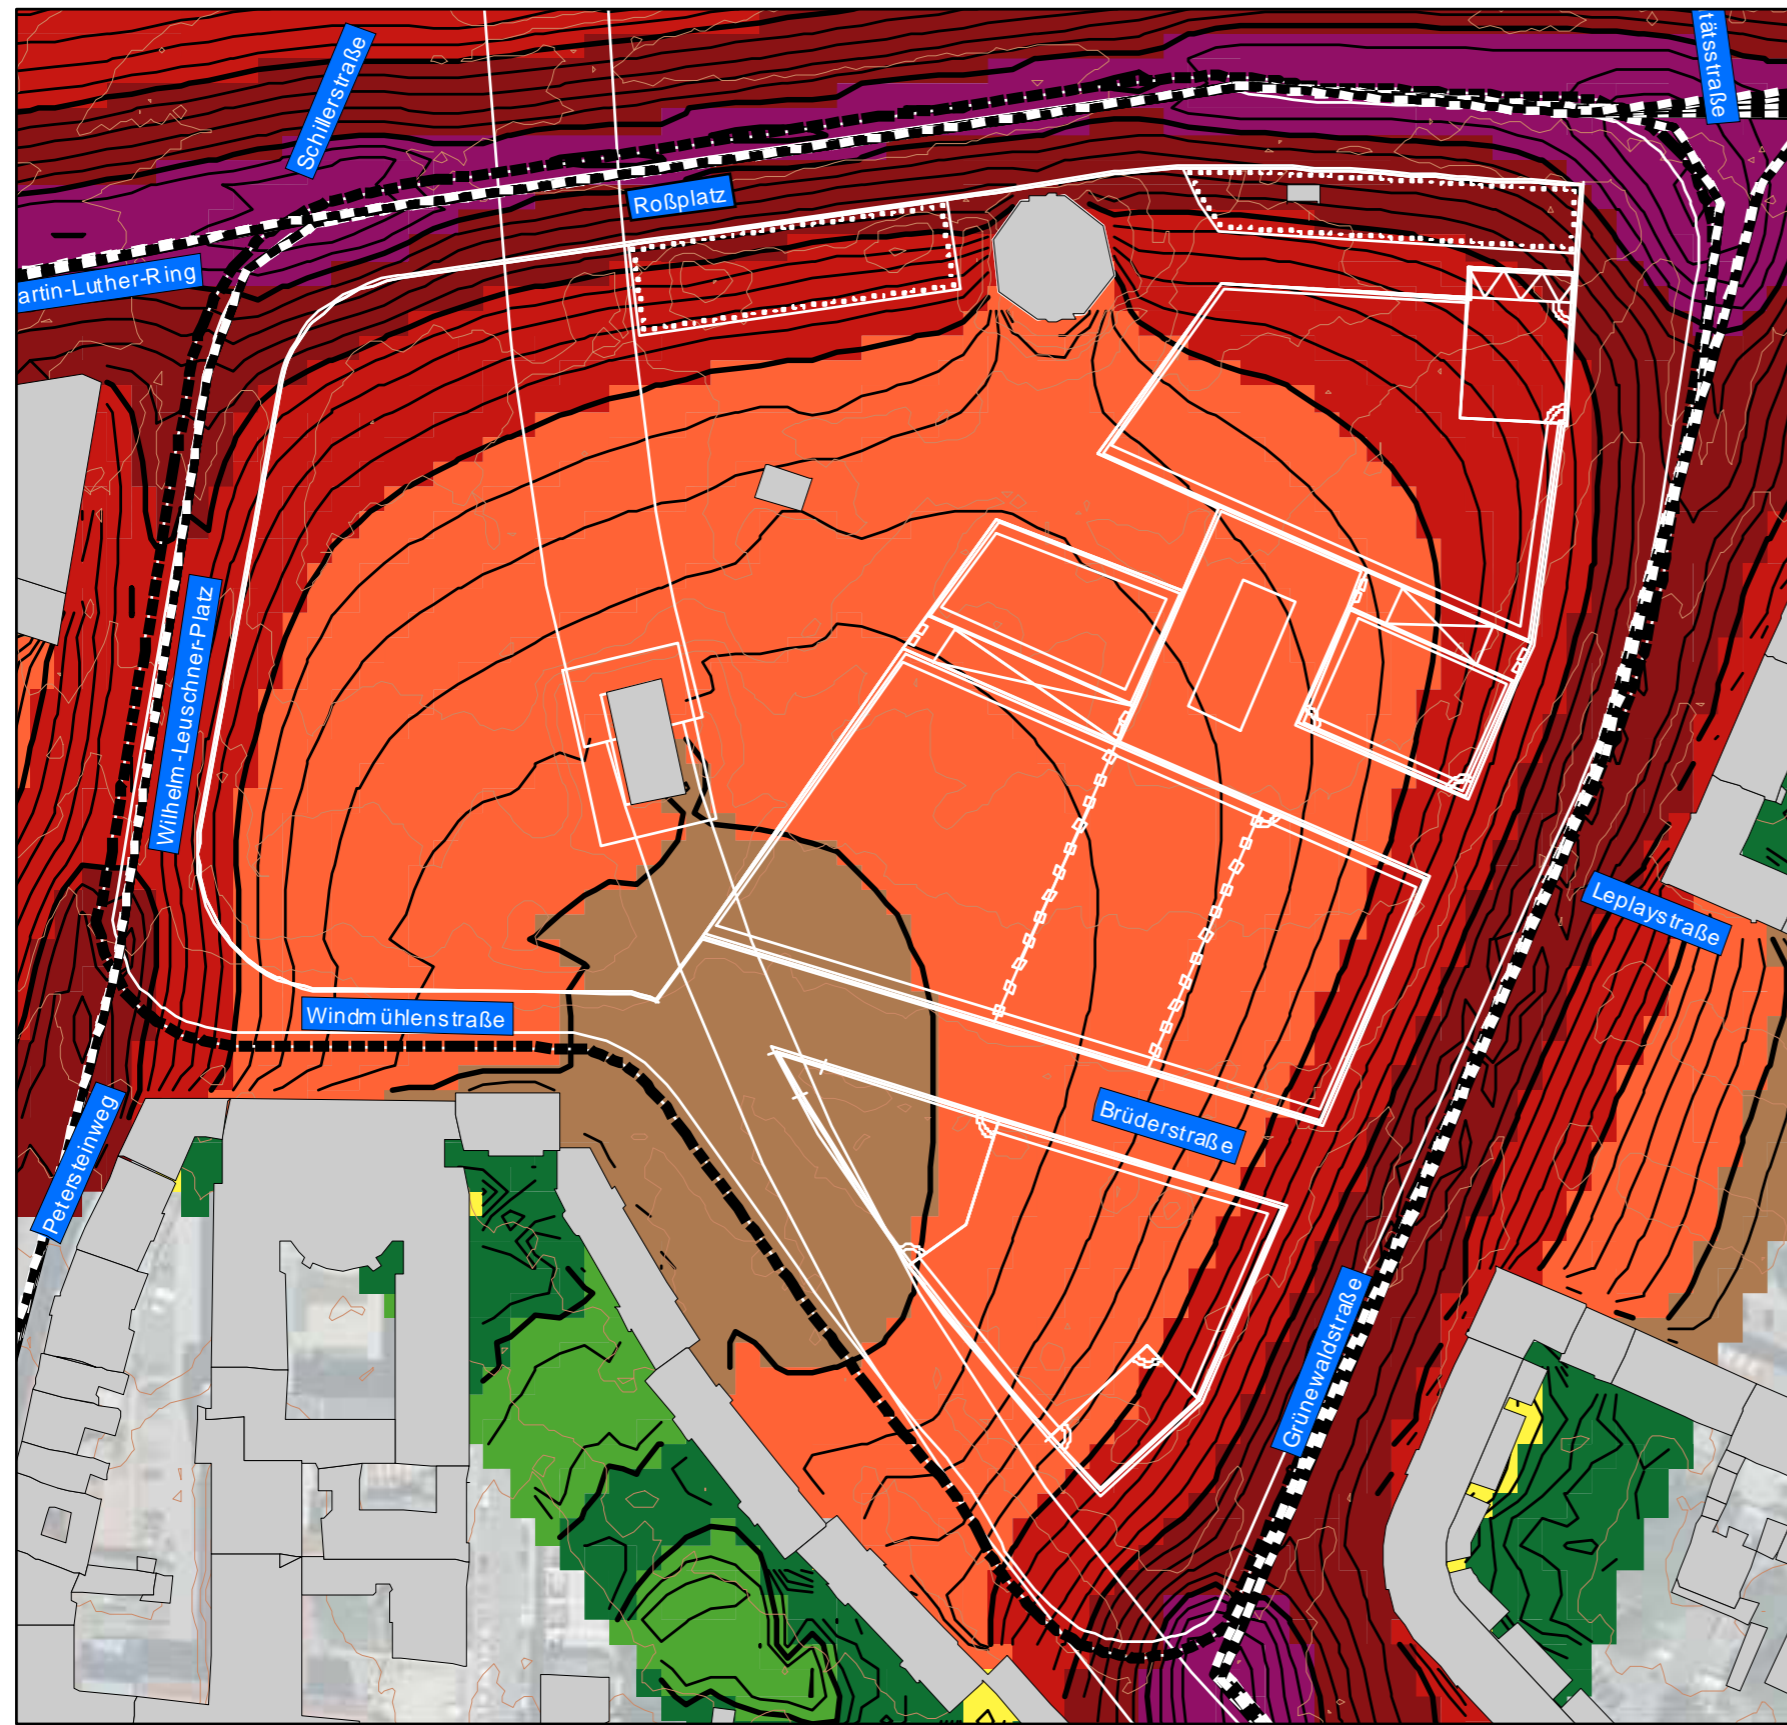 Schillerstraße
tätsstraße
Roßplatz
artin-Luther-Ring
Wilhelm-Leuschner-Platz
Leplaystraße
Windmühlenstraße
Brüderstraße
Petersteinweg
Grünewaldstraße